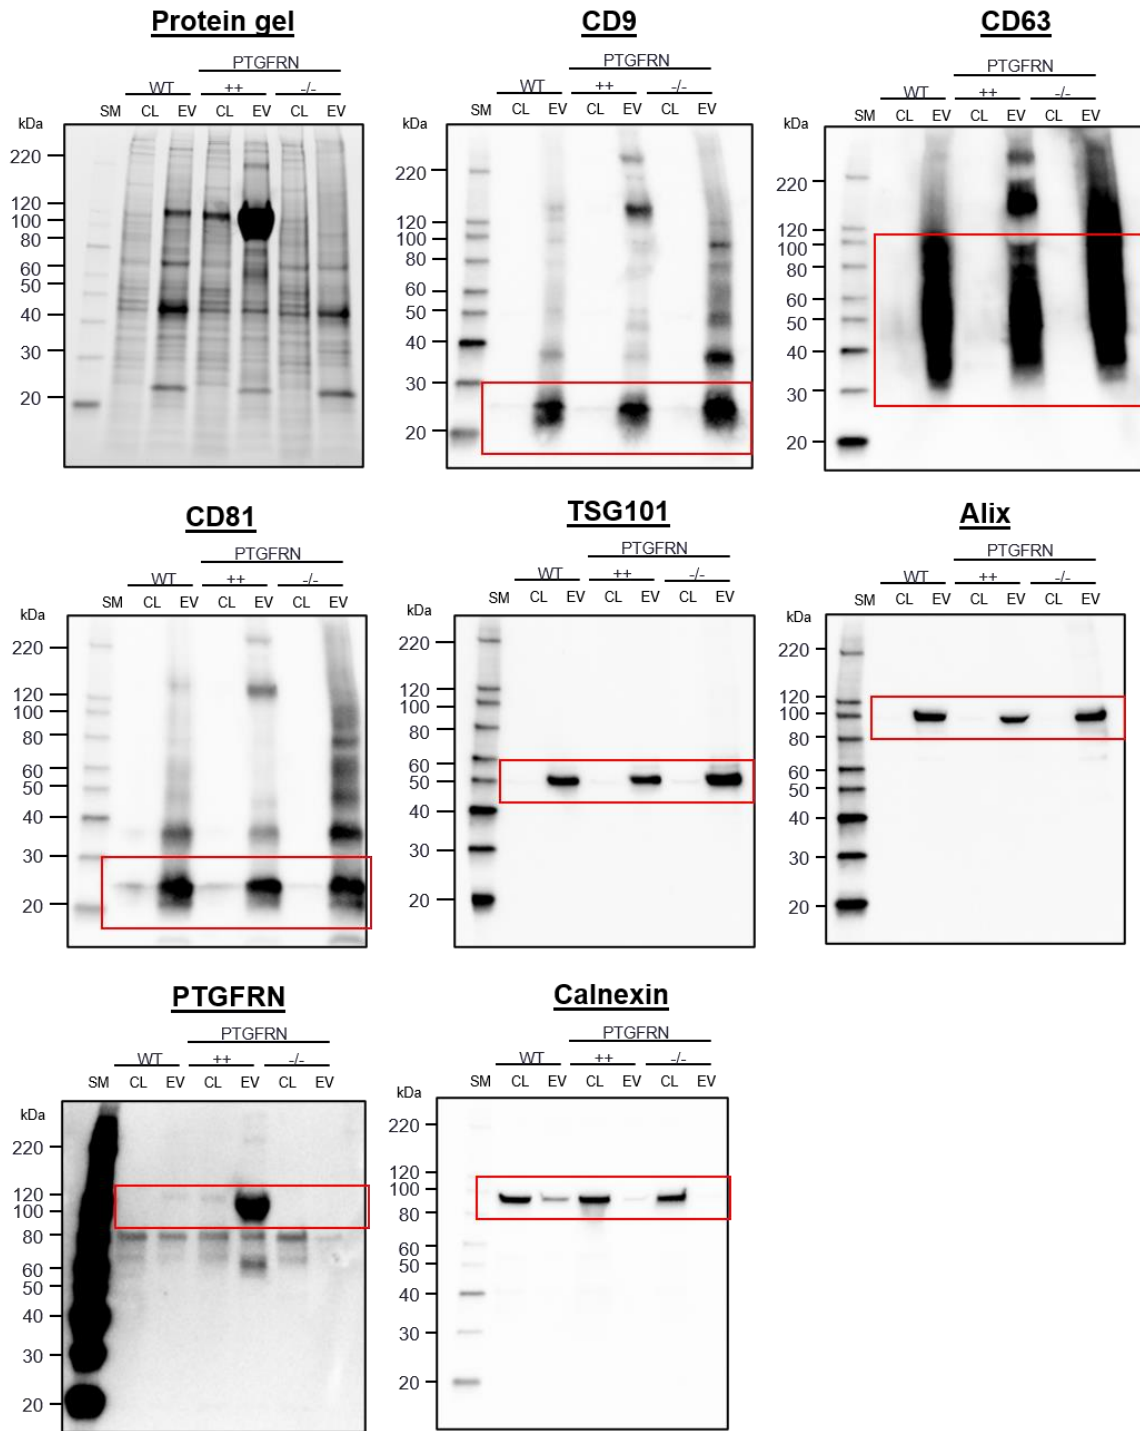 Protein gel
PTGFRN
WT ++ -/-
SM CL EV CL EV CL EV
kDa
220
120
100
80
60
50
40
30
20
CD9
PTGFRN
WT ++ -/-
SM CL EV CL EV CL EV
kDa
220
120
100
80
60
50
40
30
20
CD63
PTGFRN
WT ++ -/-
SM CL EV CL EV CL EV
kDa
220
120
100
80
60
50
40
30
20
CD81
PTGFRN
WT ++ -/-
SM CL EV CL EV CL EV
kDa
220
120
100
80
60
50
40
30
20
TSG101
PTGFRN
WT ++ -/-
SM CL EV CL EV CL EV
kDa
220
120
100
80
60
50
40
30
20
Alix
PTGFRN
WT ++ -/-
SM CL EV CL EV CL EV
kDa
220
120
100
80
60
50
40
30
20
PTGFRN
PTGFRN
WT ++ -/-
SM CL EV CL EV CL EV
kDa
220
120
100
80
60
50
40
30
20
Calnexin
PTGFRN
WT ++ -/-
SM CL EV CL EV CL EV
kDa
220
120
100
80
60
50
40
30
20